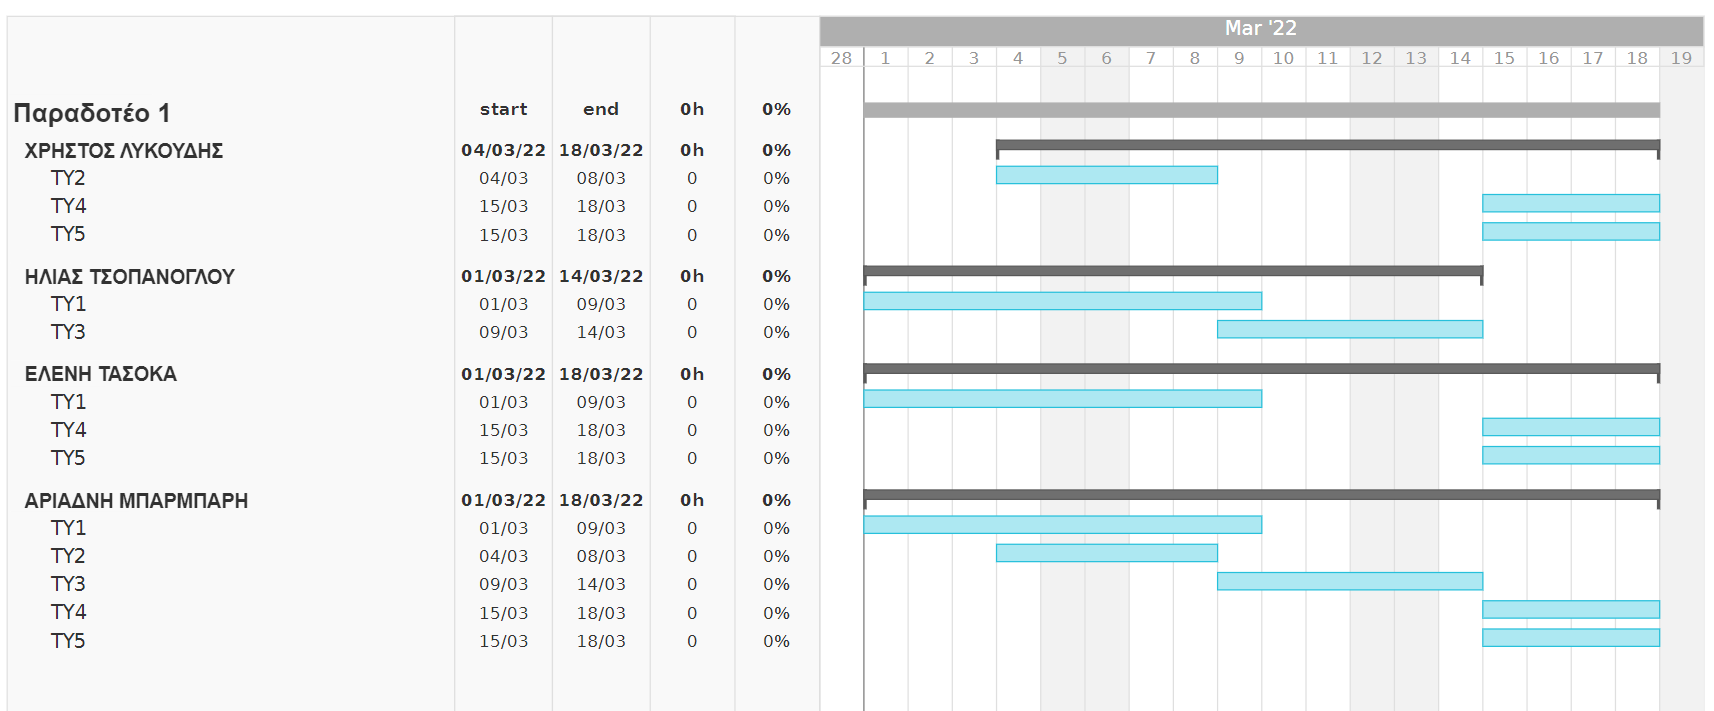 Mar '22
28 1 2 3 4 5 6 7 8 9 10 11 12 13 14 15 16 17 18 19
Παραδοτέο 1 start end 0h 0%
ΧΡΗΣΤΟΣ ΛΥΚΟΥΔΗΣ 04/03/22 18/03/22 0h 0%
ΤΥ2 04/03 08/03 0 0%
ΤΥ4 15/03 18/03 0 0%
ΤΥ5 15/03 18/03 0 0%
ΗΛΙΑΣ ΤΣΟΠΑΝΟΓΛΟΥ 01/03/22 14/03/22 0h 0%
ΤΥ1 01/03 09/03 0 0%
ΤΥ3 09/03 14/03 0 0%
ΕΛΕΝΗ ΤΑΣΟΚΑ 01/03/22 18/03/22 0h 0%
ΤΥ1 01/03 09/03 0 0%
ΤΥ4 15/03 18/03 0 0%
ΤΥ5 15/03 18/03 0 0%
ΑΡΙΑΔΝΗ ΜΠΑΡΜΠΑΡΗ 01/03/22 18/03/22 0h 0%
ΤΥ1 01/03 09/03 0 0%
ΤΥ2 04/03 08/03 0 0%
ΤΥ3 09/03 14/03 0 0%
ΤΥ4 15/03 18/03 0 0%
ΤΥ5 15/03 18/03 0 0%